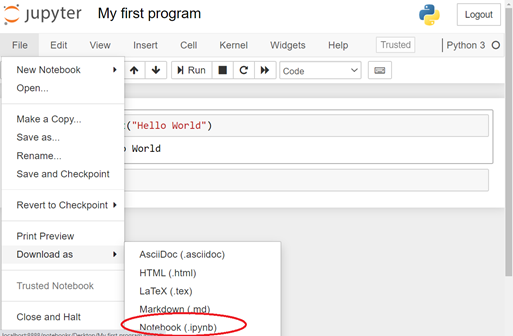 jupyter My first program
Logout
File Edit View Insert Cell Kernel Widgets Help Trusted Python 3
New Notebook
Open...
Run
Code
Make a Copy...
Save as...
Rename...
Save and Checkpoint
("Hello World")
World
Revert to Checkpoint
Print Preview
Download as
AsciiDoc (.asciidoc)
HTML (.html)
LaTeX (.tex)
Markdown (.md)
Notebook (.ipynb)
Trusted Notebook
Close and Halt
localhost:8888/notebooks/Desktop/My first program